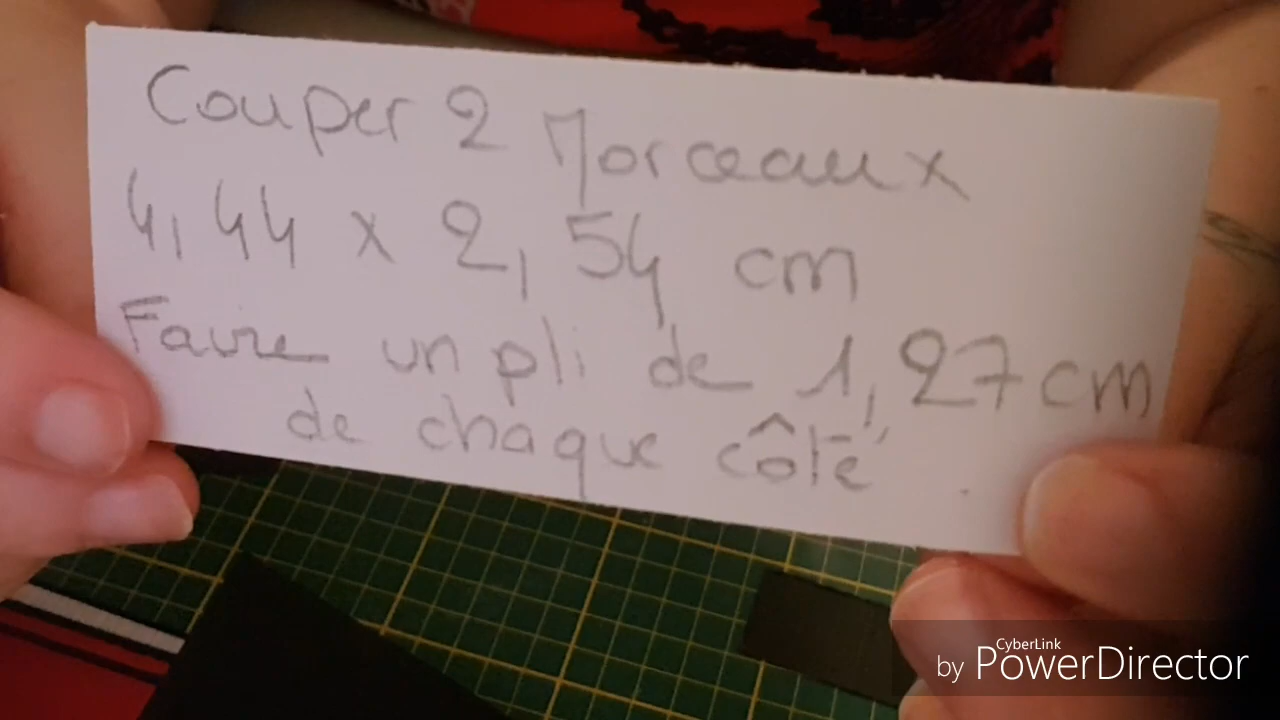 Couper 2 Morceaux
4,44 x 2,54 cm
Faire un pli de 1,27 cm
de chaque côté.
CyberLink
by PowerDirector